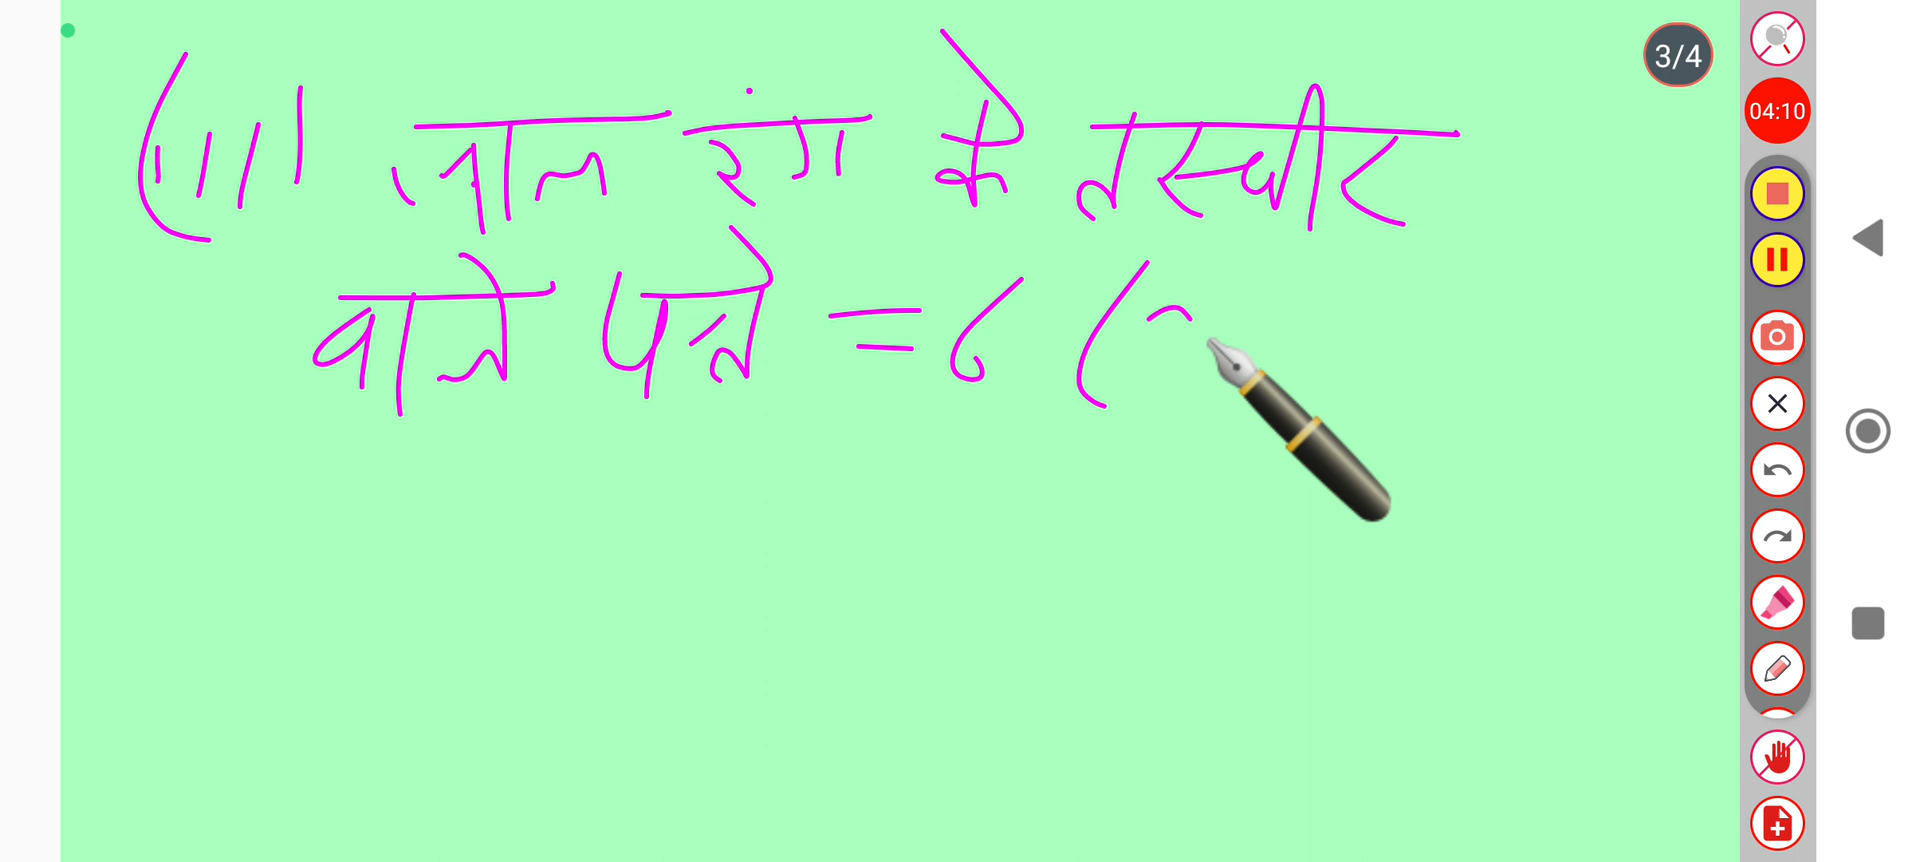 3/4
04:10
(iii) लाल रंग के तस्वीर
वाले पत्ते = 6 (